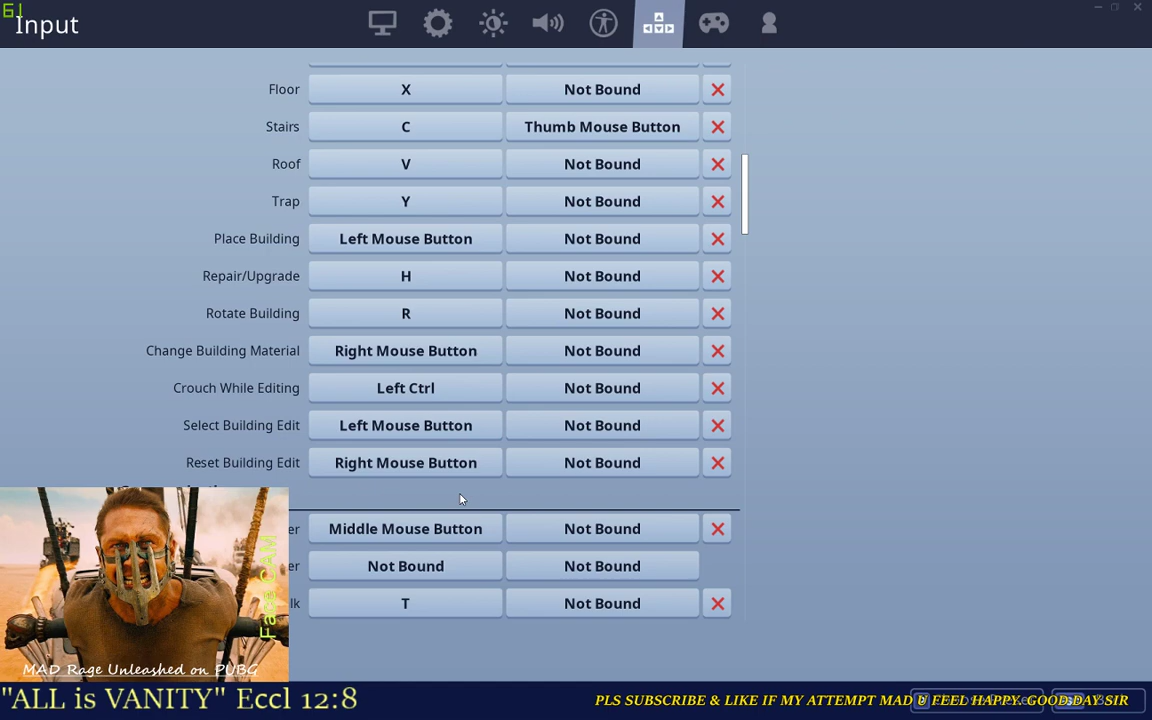 61
Input
Floor X Not Bound
Stairs C Thumb Mouse Button
Roof V Not Bound
Trap Y Not Bound
Place Building Left Mouse Button Not Bound
Repair/Upgrade H Not Bound
Rotate Building R Not Bound
Change Building Material Right Mouse Button Not Bound
Crouch While Editing Left Ctrl Not Bound
Select Building Edit Left Mouse Button Not Bound
Reset Building Edit Right Mouse Button Not Bound
er Middle Mouse Button Not Bound
er Not Bound Not Bound
lk T Not Bound
Face CAM
MAD Rage Unleashed on PUBG
"ALL is VANITY" Eccl 12:8
PLS SUBSCRIBE & LIKE IF MY ATTEMPT MAD U FEEL HAPPY. GOOD DAY SIR